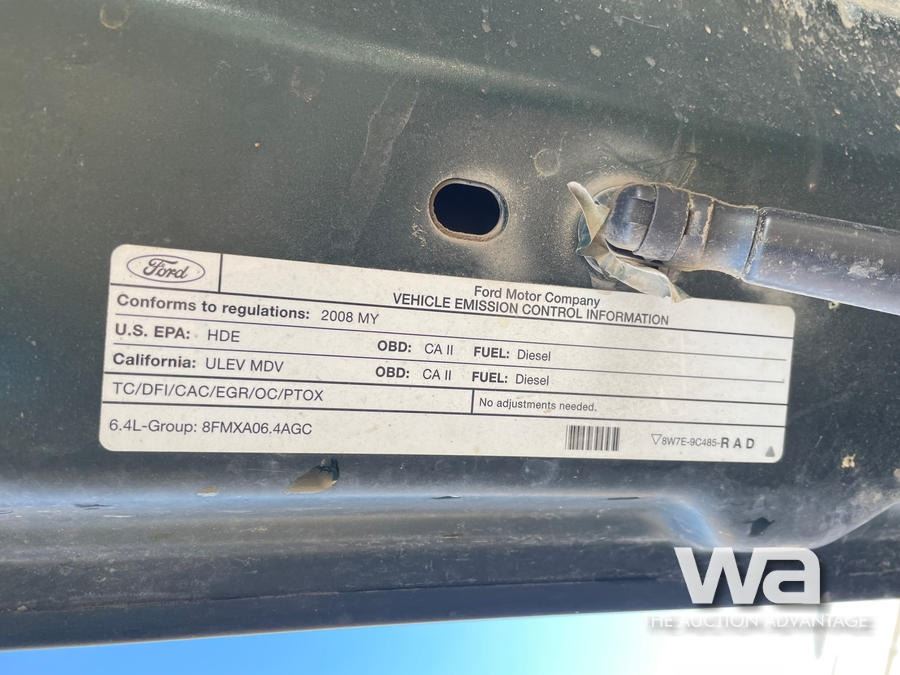 Ford
Ford Motor Company
VEHICLE EMISSION CONTROL INFORMATION
Conforms to regulations: 2008 MY
U.S. EPA: HDE OBD: CA II FUEL: Diesel
California: ULEV MDV OBD: CA II FUEL: Diesel
TC/DFI/CAC/EGR/OC/PTOX
No adjustments needed.
6.4L-Group: 8FMXA06.4AGC
8W7E-9C485-RAD
wa
THE AUCTION ADVANTAGE